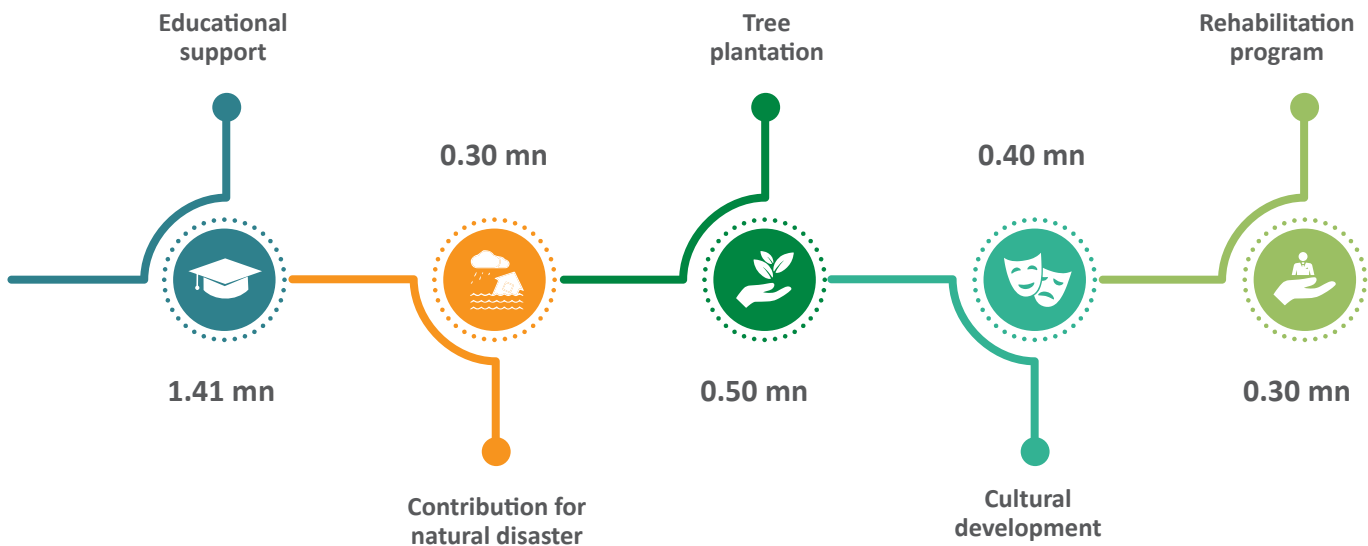 Educational
support
1.41 mn
0.30 mn
Contribution for
natural disaster
Tree
plantation
0.50 mn
0.40 mn
Cultural
development
Rehabilitation
program
0.30 mn